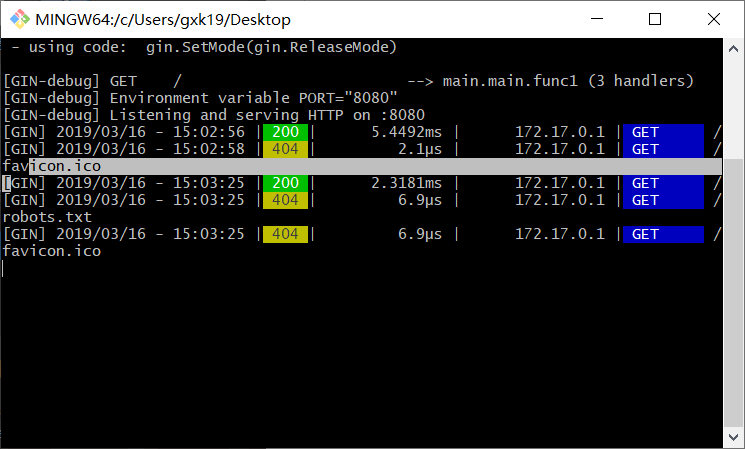 MINGW64:/c/Users/gxk19/Desktop
- using code:  gin.SetMode(gin.ReleaseMode)
[GIN-debug] GET    /                         --> main.main.func1 (3 handlers)
[GIN-debug] Environment variable PORT="8080"
[GIN-debug] Listening and serving HTTP on :8080
[GIN] 2019/03/16 - 15:02:56 | 200 |      5.4492ms |      172.17.0.1 | GET      /
[GIN] 2019/03/16 - 15:02:58 | 404 |         2.1µs |      172.17.0.1 | GET      /
favicon.ico
[GIN] 2019/03/16 - 15:03:25 | 200 |      2.3181ms |      172.17.0.1 | GET      /
[GIN] 2019/03/16 - 15:03:25 | 404 |         6.9µs |      172.17.0.1 | GET      /
robots.txt
[GIN] 2019/03/16 - 15:03:25 | 404 |         6.9µs |      172.17.0.1 | GET      /
favicon.ico